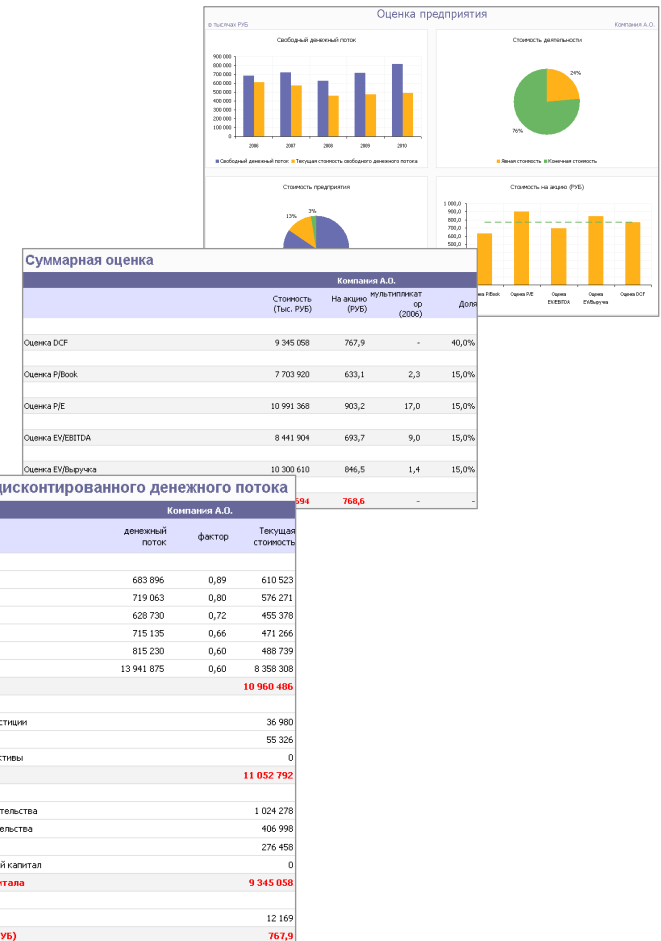 Оценка предприятия
в тысячах РУБ
Компания А.О.
Свободный денежный поток
900 000
800 000
700 000
600 000
500 000
400 000
300 000
200 000
100 000
0
2006 2007 2008 2009 2010
Свободный денежный поток Текущая стоимость свободного денежного потока
Стоимость деятельности
24%
76%
Явная стоимость Конечная стоимость
Стоимость предприятия
3%
13%
Стоимость на акцию (РУБ)
1 000,0
900,0
800,0
700,0
600,0
500,0
ка P/Book Оценка P/E Оценка EV/EBITDA Оценка EV/Выручка Оценка DCF
Суммарная оценка
Компания А.О.
Стоимость (Тыс. РУБ) На акцию (РУБ) мультипликатор (2006) Доля
Оценка DCF 9 345 058 767,9 - 40,0%
Оценка P/Book 7 703 920 633,1 2,3 15,0%
Оценка P/E 10 991 368 903,2 17,0 15,0%
Оценка EV/EBITDA 8 441 904 693,7 9,0 15,0%
Оценка EV/Выручка 10 300 610 846,5 1,4 15,0%
594 768,6 - -
дисконтированного денежного потока
Компания А.О.
денежный поток фактор Текущая стоимость
683 896 0,89 610 523
719 063 0,80 576 271
628 730 0,72 455 378
715 135 0,66 471 266
815 230 0,60 488 739
13 941 875 0,60 8 358 308
10 960 486
стиции 36 980
55 326
ктивы 0
11 052 792
тельства 1 024 278
ельства 406 998
276 458
й капитал 0
итала 9 345 058
12 169
УБ) 767,9